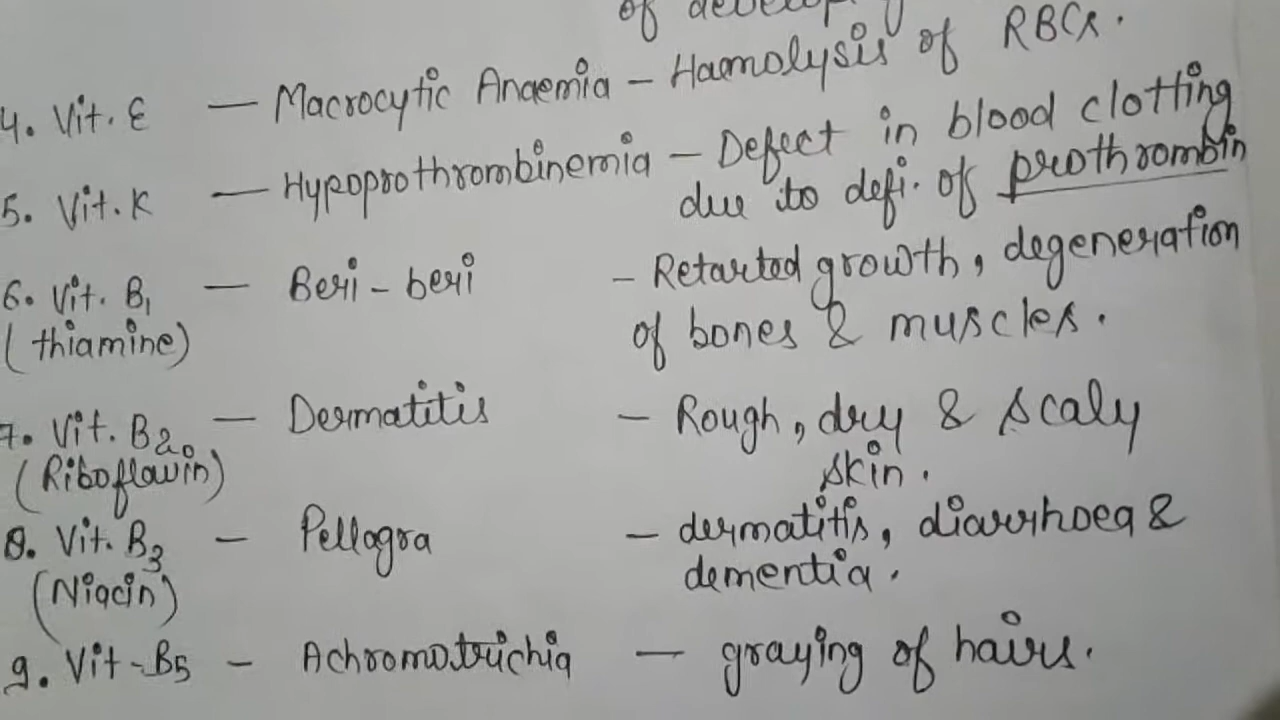 of develop
4. Vit. E — Macrocytic Anaemia — Haemolysis of RBCs.
5. Vit. K — Hypoprothrombinemia — Defect in blood clotting
due to defi. of prothrombin
6. Vit. B1 — Beri - beri — Retarted growth, degeneration
(thiamine) of bones & muscles.
7. Vit. B2. — Dermatitis — Rough, dry & scaly
(Riboflavin) skin.
8. Vit. B3 — Pellagra — dermatitis, diarrhoea &
(Niacin) dementia.
9. Vit - B5 — Achromotrichia — graying of hairs.